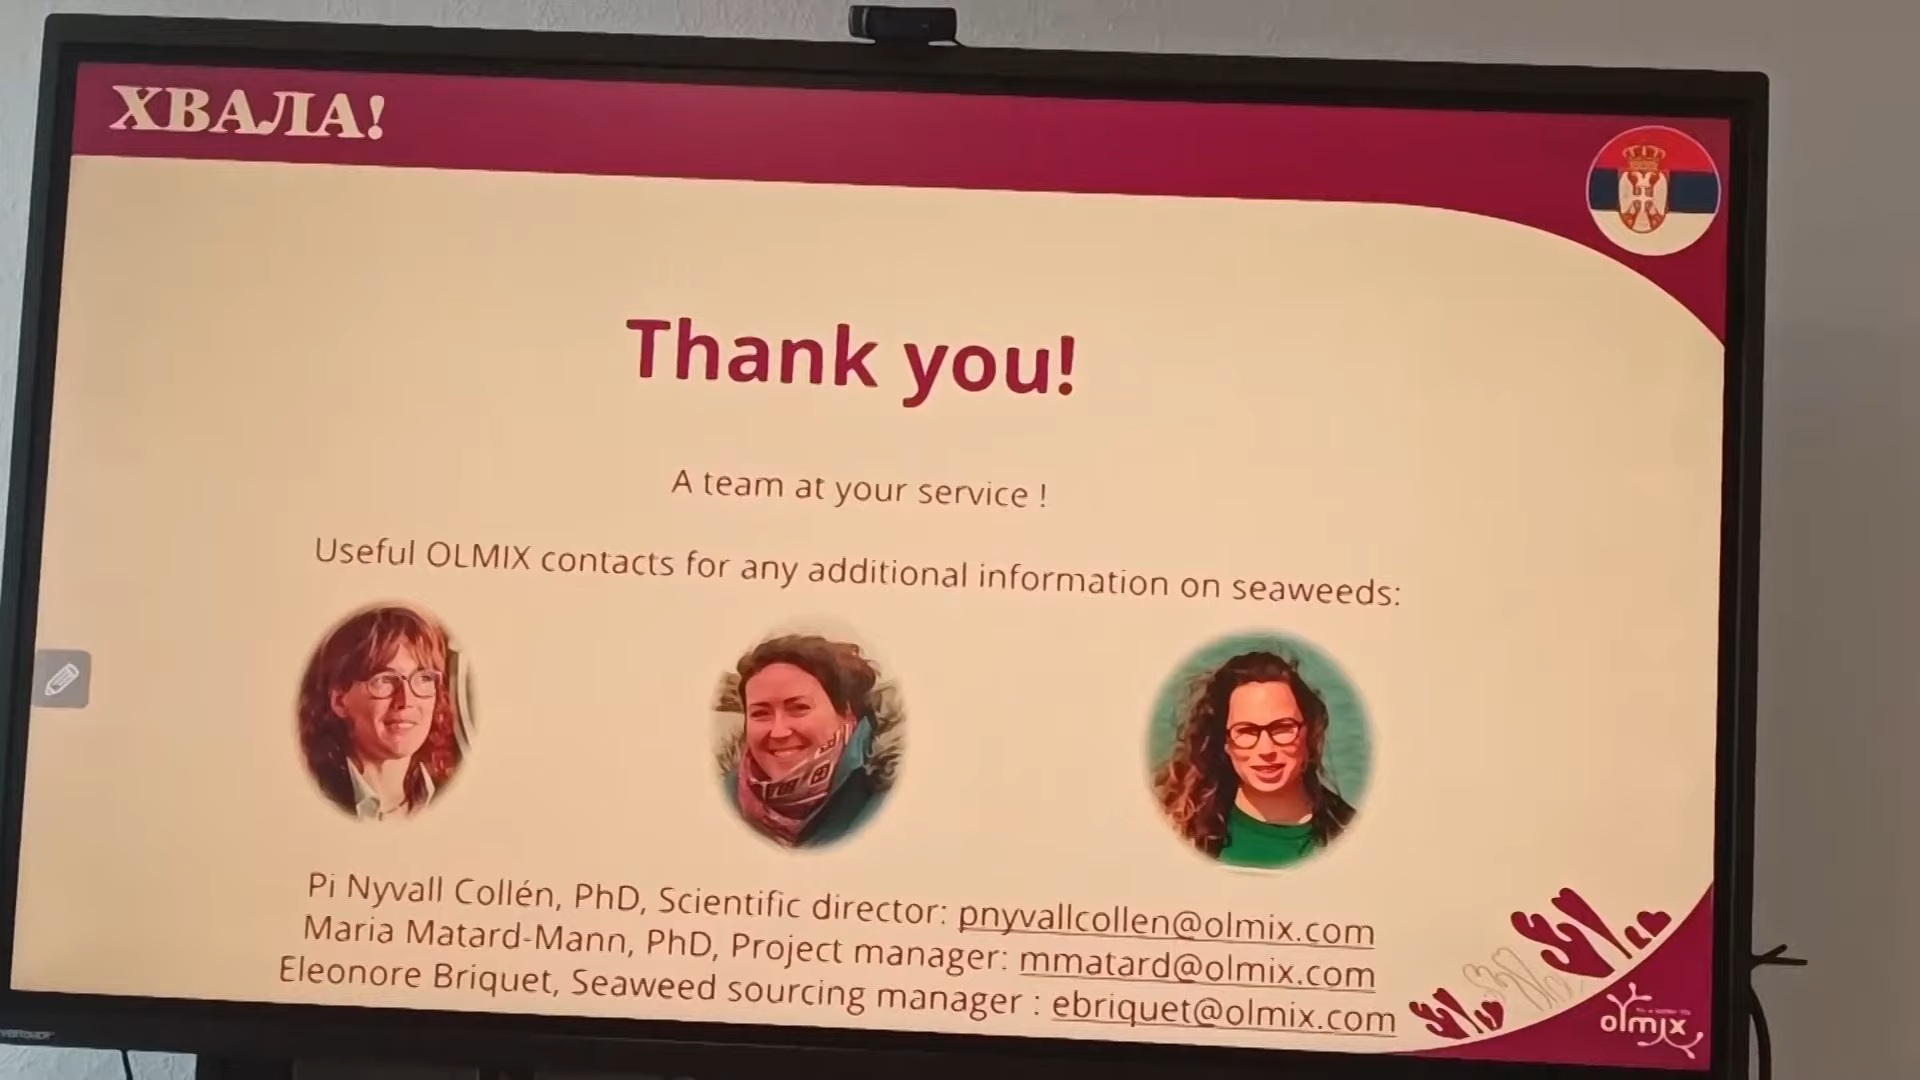 ХВАЛА!
Thank you!
A team at your service !
Useful OLMIX contacts for any additional information on seaweeds:
Pi Nyvall Collén, PhD, Scientific director: pnyvallcollen@olmix.com
Maria Matard-Mann, PhD, Project manager: mmatard@olmix.com
Eleonore Briquet, Seaweed sourcing manager : ebriquet@olmix.com
olmix